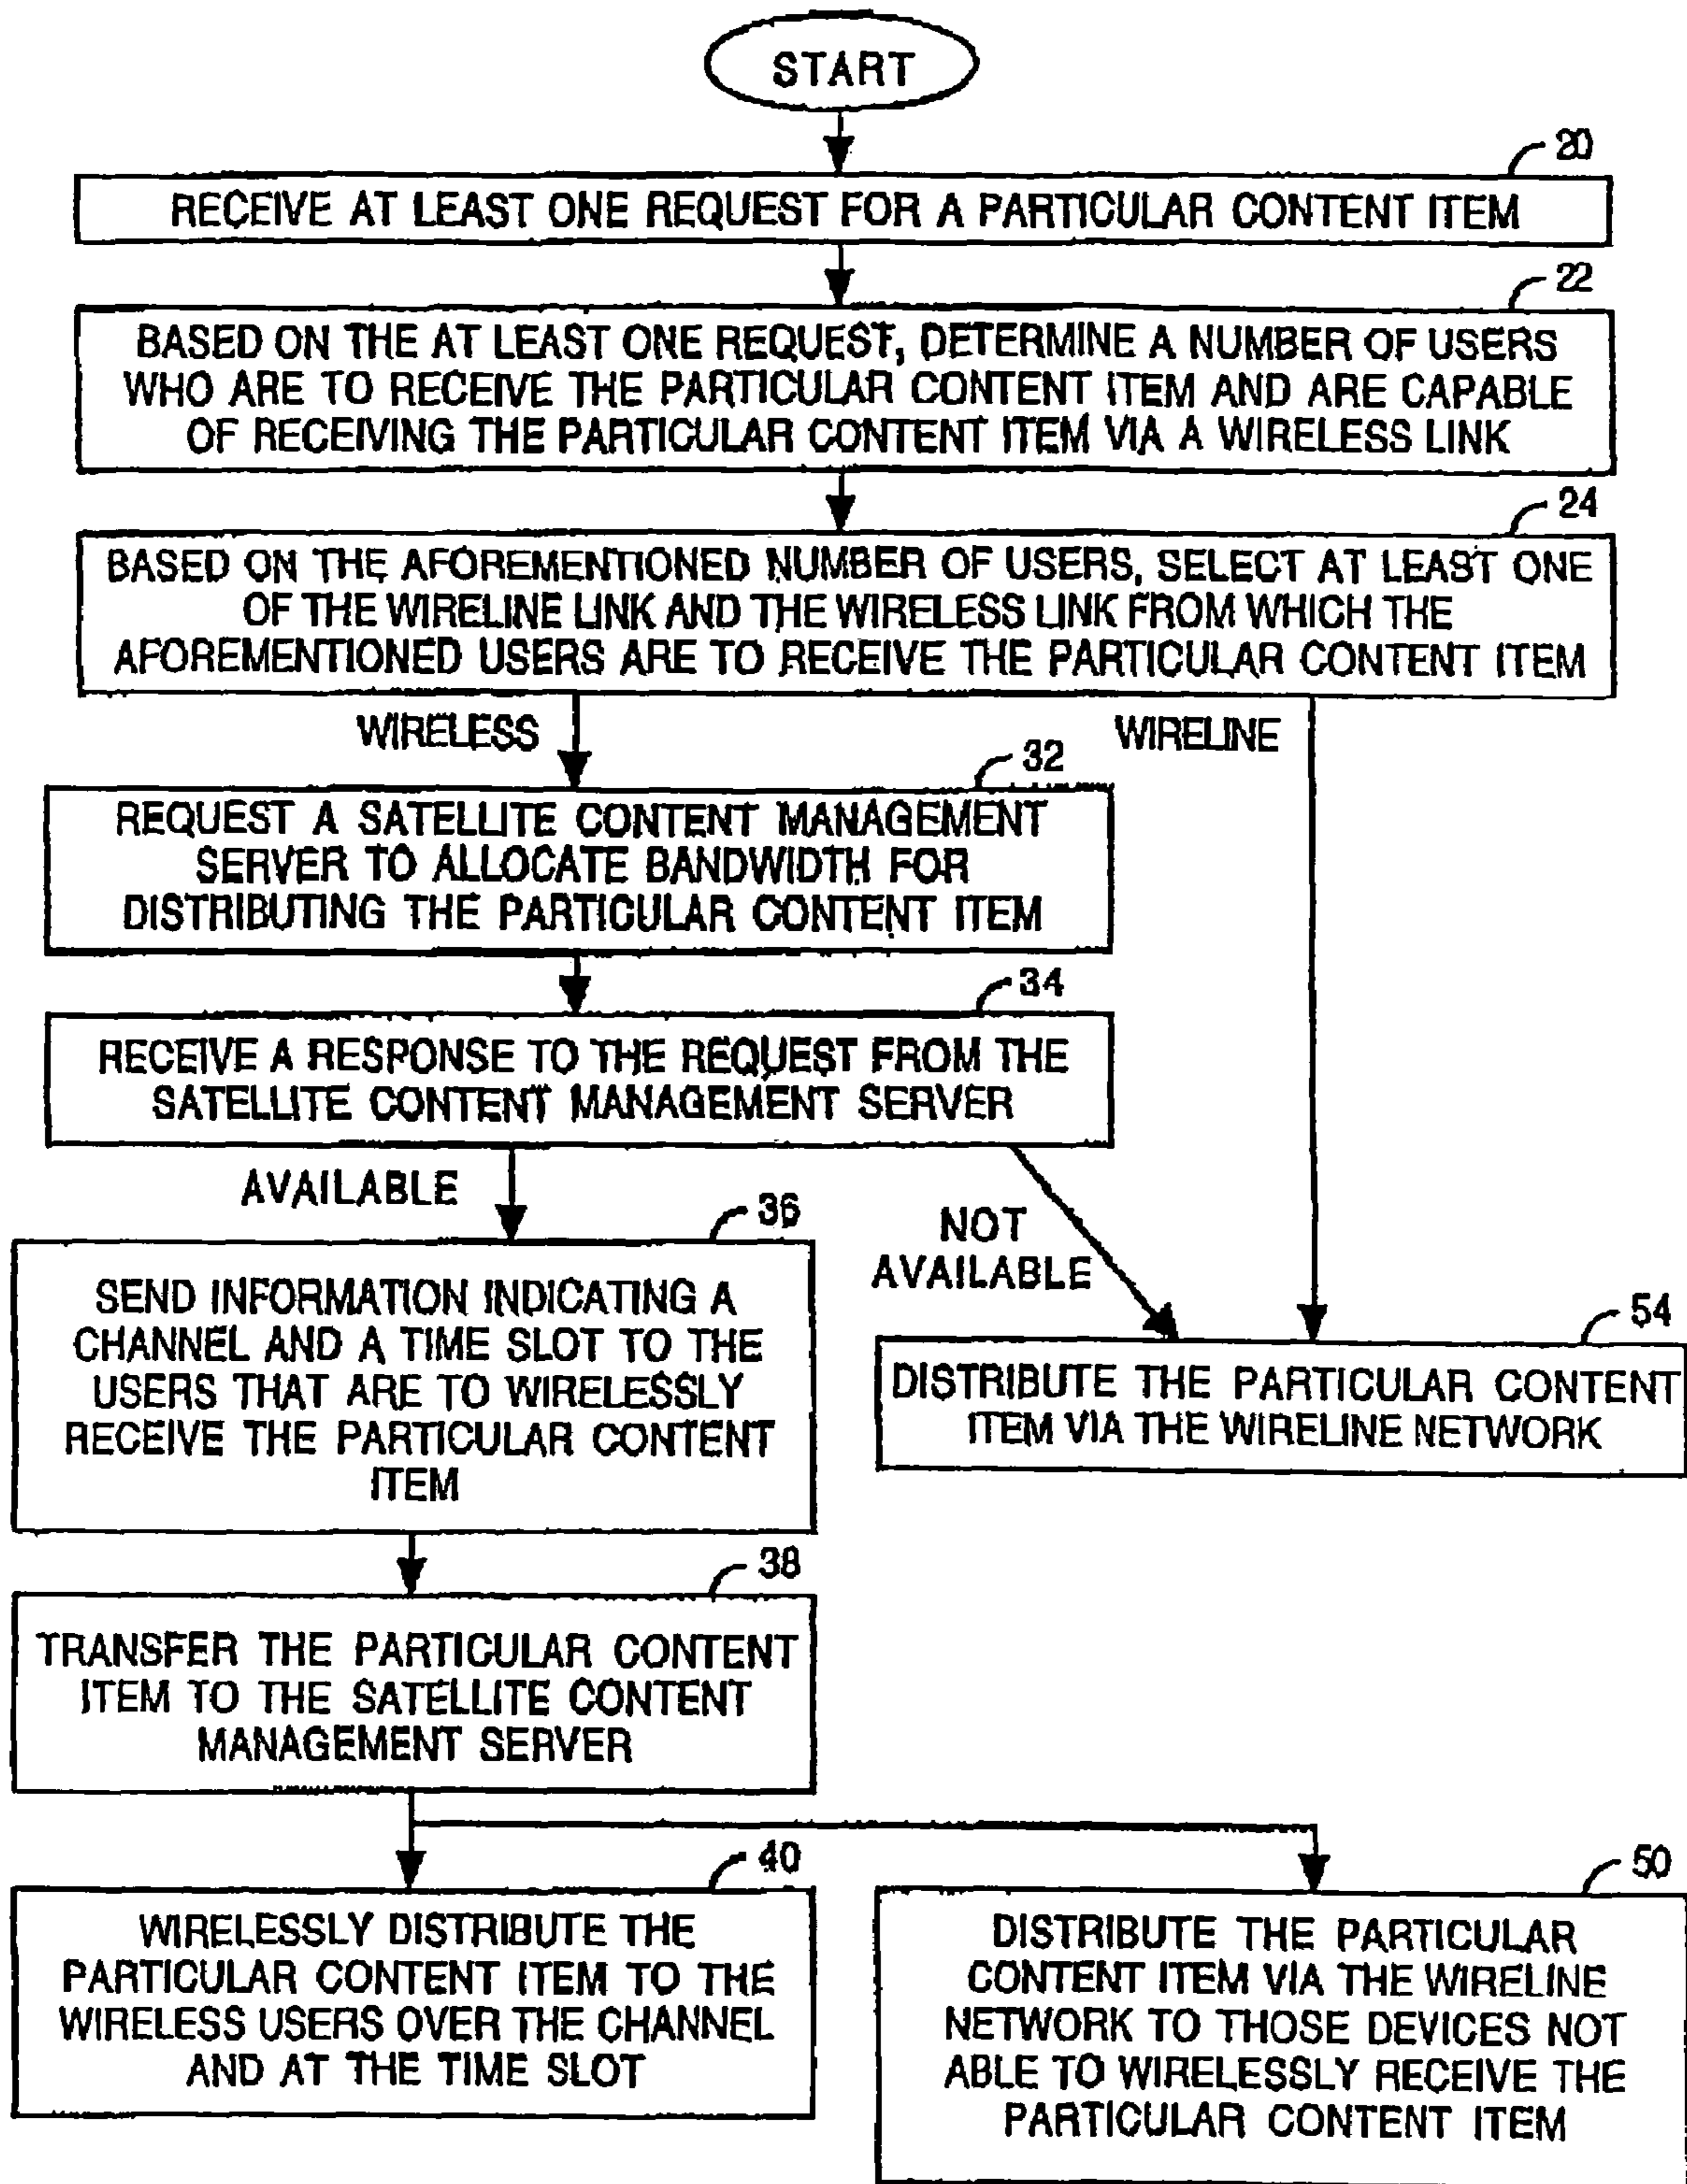 START
20
RECEIVE AT LEAST ONE REQUEST FOR A PARTICULAR CONTENT ITEM
22
BASED ON THE AT LEAST ONE REQUEST, DETERMINE A NUMBER OF USERS
WHO ARE TO RECEIVE THE PARTICULAR CONTENT ITEM AND ARE CAPABLE
OF RECEIVING THE PARTICULAR CONTENT ITEM VIA A WIRELESS LINK
24
BASED ON THE AFOREMENTIONED NUMBER OF USERS, SELECT AT LEAST ONE
OF THE WIRELINE LINK AND THE WIRELESS LINK FROM WHICH THE
AFOREMENTIONED USERS ARE TO RECEIVE THE PARTICULAR CONTENT ITEM
WIRELESS
WIRELINE
32
REQUEST A SATELLITE CONTENT MANAGEMENT
SERVER TO ALLOCATE BANDWIDTH FOR
DISTRIBUTING THE PARTICULAR CONTENT ITEM
34
RECEIVE A RESPONSE TO THE REQUEST FROM THE
SATELLITE CONTENT MANAGEMENT SERVER
AVAILABLE
NOT
AVAILABLE
36
SEND INFORMATION INDICATING A
CHANNEL AND A TIME SLOT TO THE
USERS THAT ARE TO WIRELESSLY
RECEIVE THE PARTICULAR CONTENT
ITEM
54
DISTRIBUTE THE PARTICULAR CONTENT
ITEM VIA THE WIRELINE NETWORK
38
TRANSFER THE PARTICULAR CONTENT
ITEM TO THE SATELLITE CONTENT
MANAGEMENT SERVER
40
WIRELESSLY DISTRIBUTE THE
PARTICULAR CONTENT ITEM TO THE
WIRELESS USERS OVER THE CHANNEL
AND AT THE TIME SLOT
50
DISTRIBUTE THE PARTICULAR
CONTENT ITEM VIA THE WIRELINE
NETWORK TO THOSE DEVICES NOT
ABLE TO WIRELESSLY RECEIVE THE
PARTICULAR CONTENT ITEM